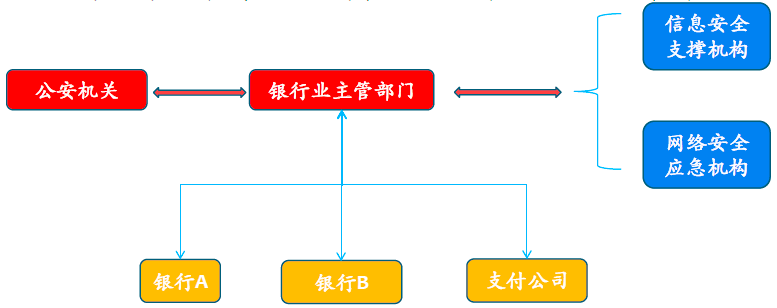 信息安全
支撑机构
公安机关
银行业主管部门
网络安全
应急机构
银行A
银行B
支付公司